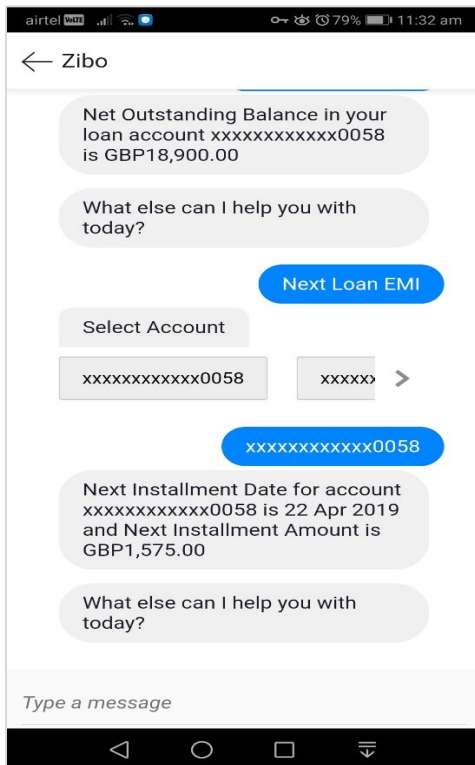 airtel VoLTE 79% 11:32 am
Zibo
Net Outstanding Balance in your
loan account xxxxxxxxxxxx0058
is GBP18,900.00
What else can I help you with
today?
Next Loan EMI
Select Account
xxxxxxxxxxxx0058 xxxxxx
xxxxxxxxxxxx0058
Next Installment Date for account
xxxxxxxxxxxx0058 is 22 Apr 2019
and Next Installment Amount is
GBP1,575.00
What else can I help you with
today?
Type a message